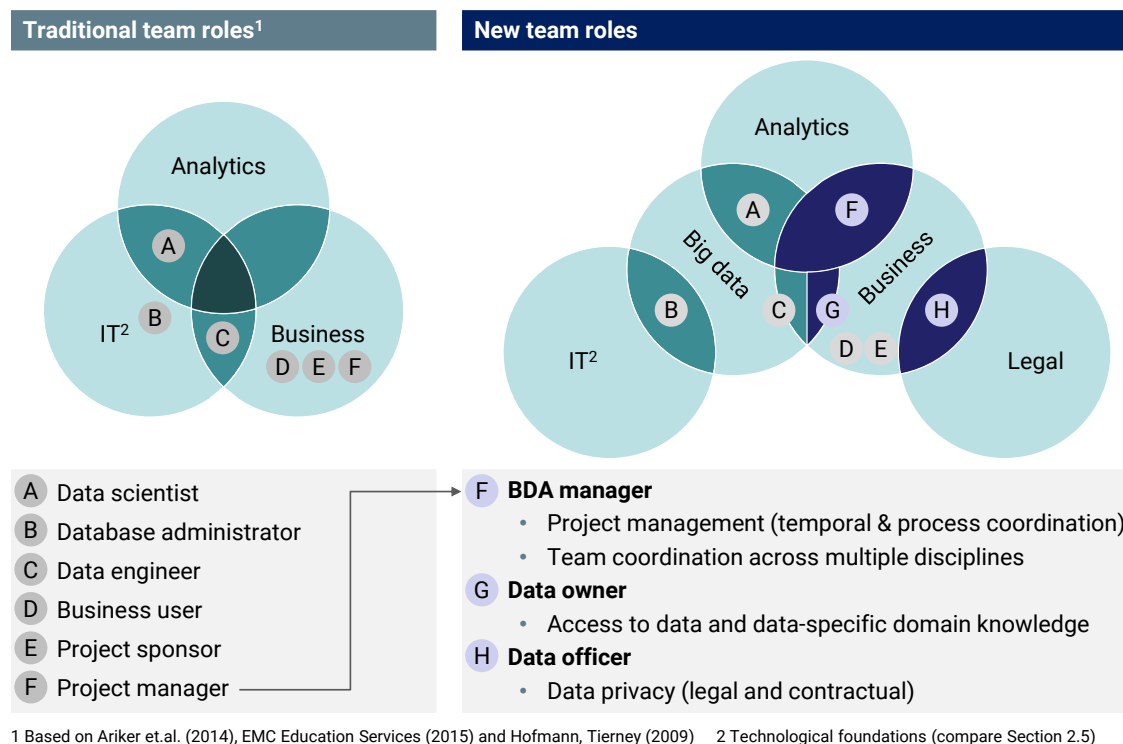 Traditional team roles1
New team roles
Analytics
A
B
IT2
C
Business
D E F
Analytics
A
F
Big data
Business
B
C
G
H
D E
IT2
Legal
A Data scientist
B Database administrator
C Data engineer
D Business user
E Project sponsor
F Project manager
F BDA manager
• Project management (temporal & process coordination)
• Team coordination across multiple disciplines
G Data owner
• Access to data and data-specific domain knowledge
H Data officer
• Data privacy (legal and contractual)
1 Based on Ariker et.al. (2014), EMC Education Services (2015) and Hofmann, Tierney (2009) 2 Technological foundations (compare Section 2.5)